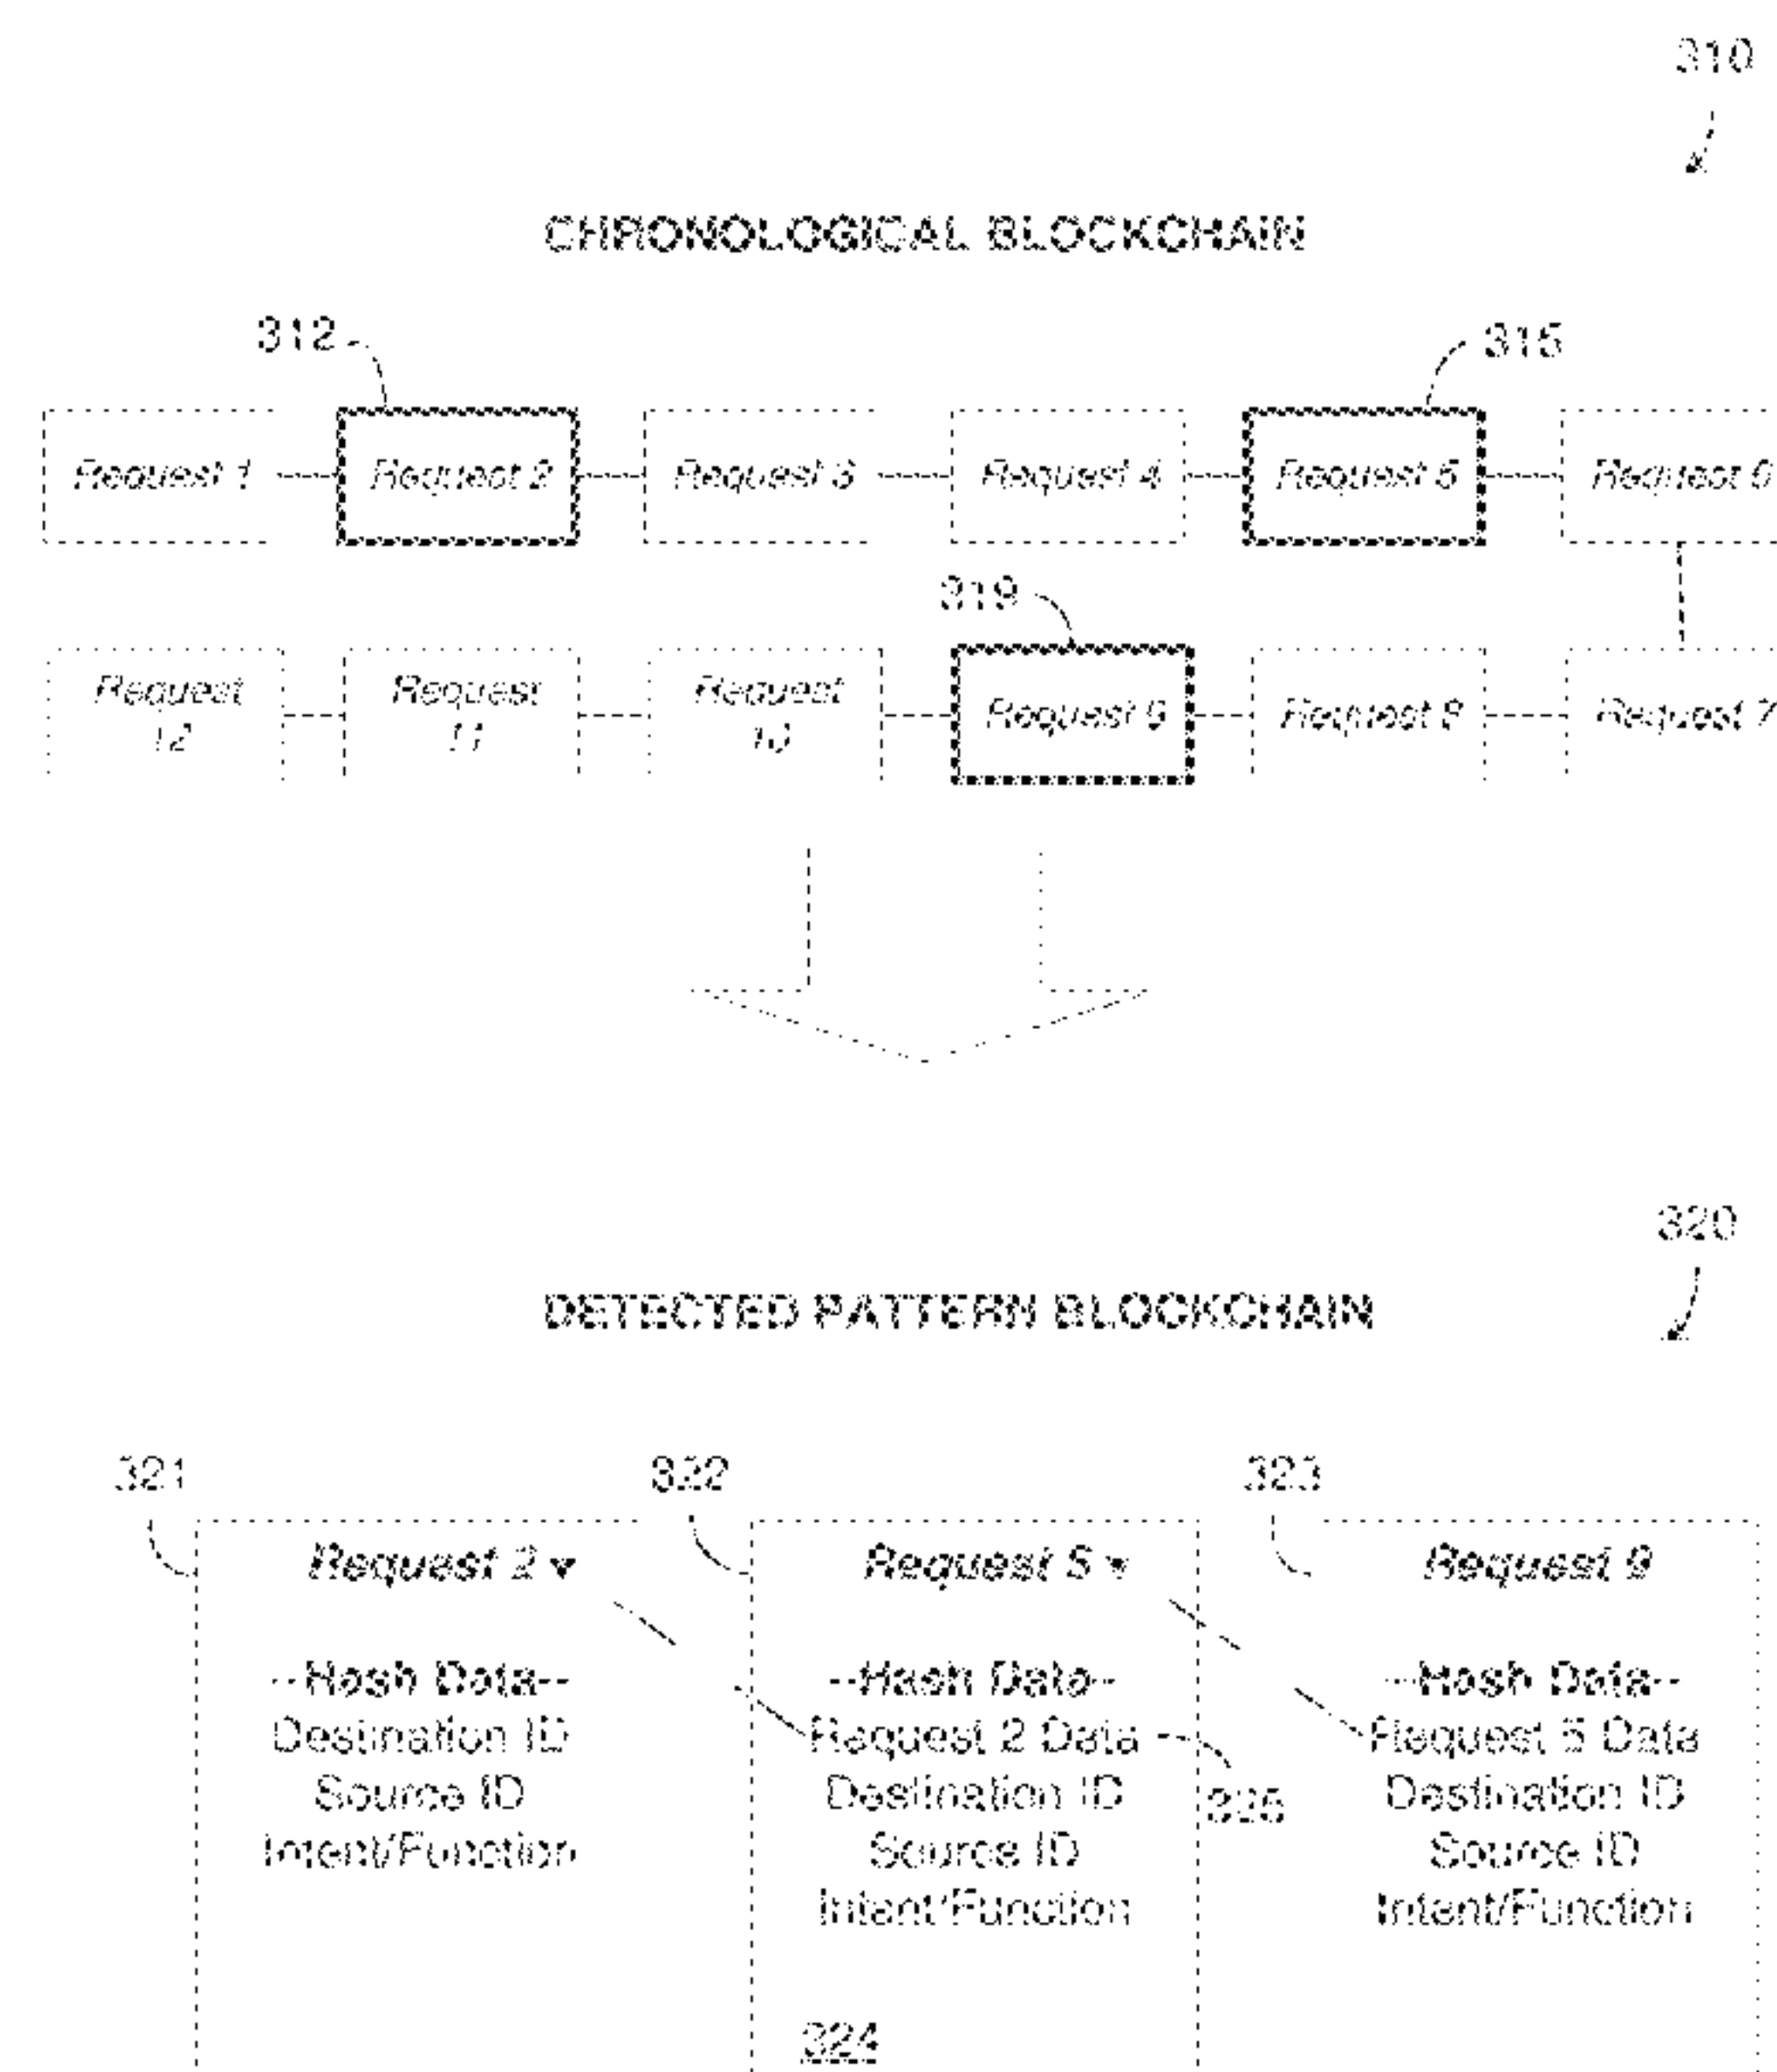 310
CHRONOLOGICAL BLOCKCHAIN
312
315
Request 1
Request 2
Request 3
Request 4
Request 5
Request 6
319
Request
12
Request
11
Request
10
Request 9
Request 8
Request 7
320
DETECTED PATTERN BLOCKCHAIN
321
322
323
Request 2
Request 5
Request 9
--Hash Data--
Destination ID
Source ID
Intent/Function
--Hash Data--
Request 2 Data
Destination ID
Source ID
Intent/Function
325
324
--Hash Data--
Request 5 Data
Destination ID
Source ID
Intent/Function